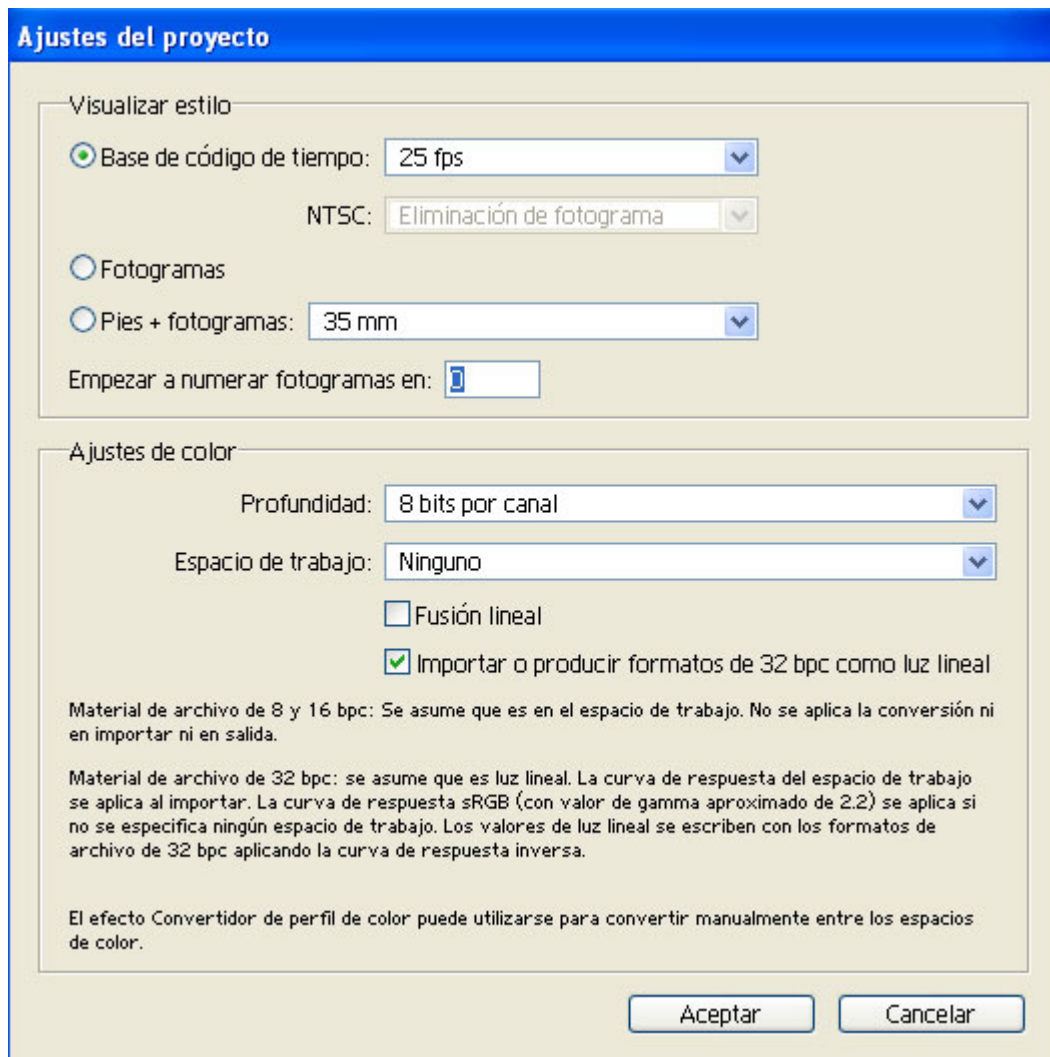 Ajustes del proyecto
Visualizar estilo
Base de código de tiempo: 25 fps
NTSC: Eliminación de fotograma
Fotogramas
Pies + fotogramas: 35 mm
Empezar a numerar fotogramas en: 0
Ajustes de color
Profundidad: 8 bits por canal
Espacio de trabajo: Ninguno
Fusión lineal
Importar o producir formatos de 32 bpc como luz lineal
Material de archivo de 8 y 16 bpc: Se asume que es en el espacio de trabajo. No se aplica la conversión ni
en importar ni en salida.
Material de archivo de 32 bpc: se asume que es luz lineal. La curva de respuesta del espacio de trabajo
se aplica al importar. La curva de respuesta sRGB (con valor de gamma aproximado de 2.2) se aplica si
no se especifica ningún espacio de trabajo. Los valores de luz lineal se escriben con los formatos de
archivo de 32 bpc aplicando la curva de respuesta inversa.
El efecto Convertidor de perfil de color puede utilizarse para convertir manualmente entre los espacios
de color.
Aceptar Cancelar